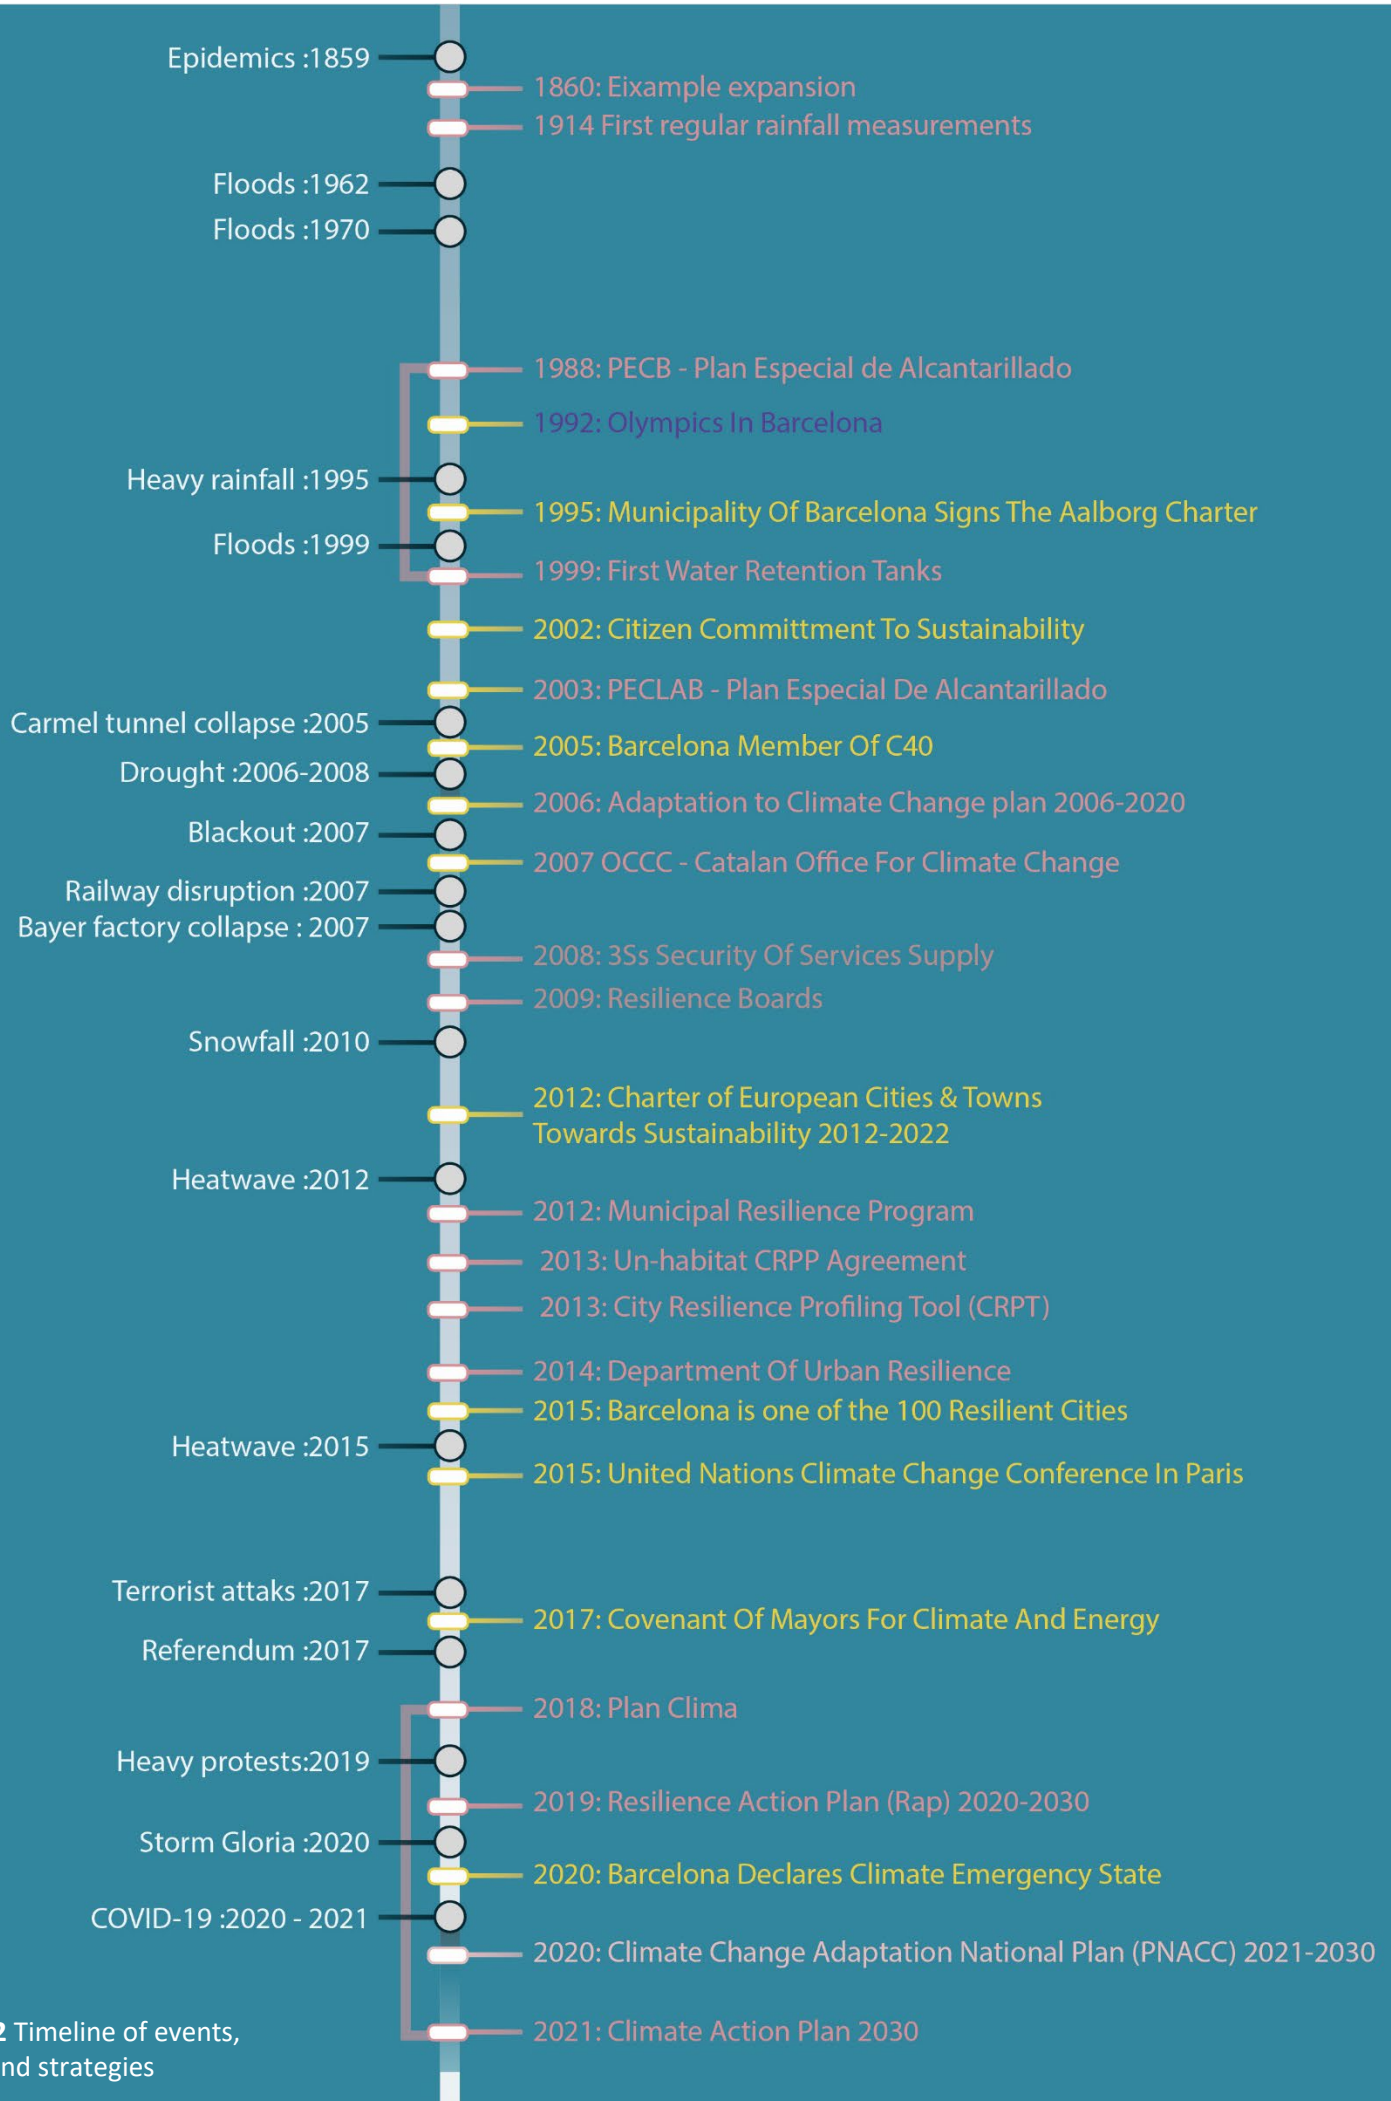 Epidemics :1859
1860: Eixample expansion
1914 First regular rainfall measurements
Floods :1962
Floods :1970
1988: PECB - Plan Especial de Alcantarillado
1992: Olympics In Barcelona
Heavy rainfall :1995
1995: Municipality Of Barcelona Signs The Aalborg Charter
Floods :1999
1999: First Water Retention Tanks
2002: Citizen Committment To Sustainability
2003: PECLAB - Plan Especial De Alcantarillado
Carmel tunnel collapse :2005
2005: Barcelona Member Of C40
Drought :2006-2008
2006: Adaptation to Climate Change plan 2006-2020
Blackout :2007
2007 OCCC - Catalan Office For Climate Change
Railway disruption :2007
Bayer factory collapse : 2007
2008: 3Ss Security Of Services Supply
2009: Resilience Boards
Snowfall :2010
2012: Charter of European Cities & Towns
Towards Sustainability 2012-2022
Heatwave :2012
2012: Municipal Resilience Program
2013: Un-habitat CRPP Agreement
2013: City Resilience Profiling Tool (CRPT)
2014: Department Of Urban Resilience
2015: Barcelona is one of the 100 Resilient Cities
Heatwave :2015
2015: United Nations Climate Change Conference In Paris
Terrorist attaks :2017
2017: Covenant Of Mayors For Climate And Energy
Referendum :2017
2018: Plan Clima
Heavy protests:2019
2019: Resilience Action Plan (Rap) 2020-2030
Storm Gloria :2020
2020: Barcelona Declares Climate Emergency State
COVID-19 :2020 - 2021
2020: Climate Change Adaptation National Plan (PNACC) 2021-2030
2021: Climate Action Plan 2030
2 Timeline of events,
nd strategies